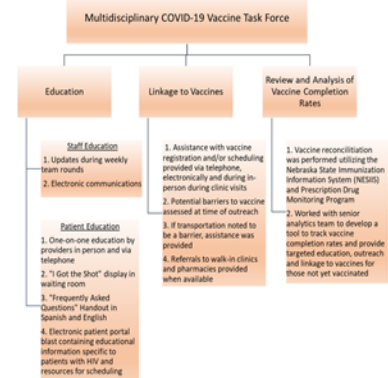 Multidisciplinary COVID-19 Vaccine Task Force
Education
Staff Education
1. Updates during weekly
team rounds
2. Electronic communications
Patient Education
1. One-on-one education by
providers in person and via
telephone
2. "I Got the Shot" display in
waiting room
3. "Frequently Asked
Questions" Handout in
Spanish and English
4. Electronic patient portal
blast containing educational
information specific to
patients with HIV and
resources for scheduling
Linkage to Vaccines
1. Assistance with vaccine
registration and/or scheduling
provided via telephone,
electronically and during in-
person during clinic visits
2. Potential barriers to vaccine
assessed at time of outreach
3. If transportation noted to
be a barrier, assistance was
provided
4. Referrals to walk-in clinics
and pharmacies provided
when available
Review and Analysis of
Vaccine Completion
Rates
1. Vaccine reconcilitiation
was performed utilizing the
Nebraska State Immunization
Information System (NESIIS)
and Prescription Drug
Monitoring Program
2. Worked with senior
analytics team to develop a
tool to track vaccine
completion rates and provide
targeted education, outreach
and linkage to vaccines for
those not yet vaccinated